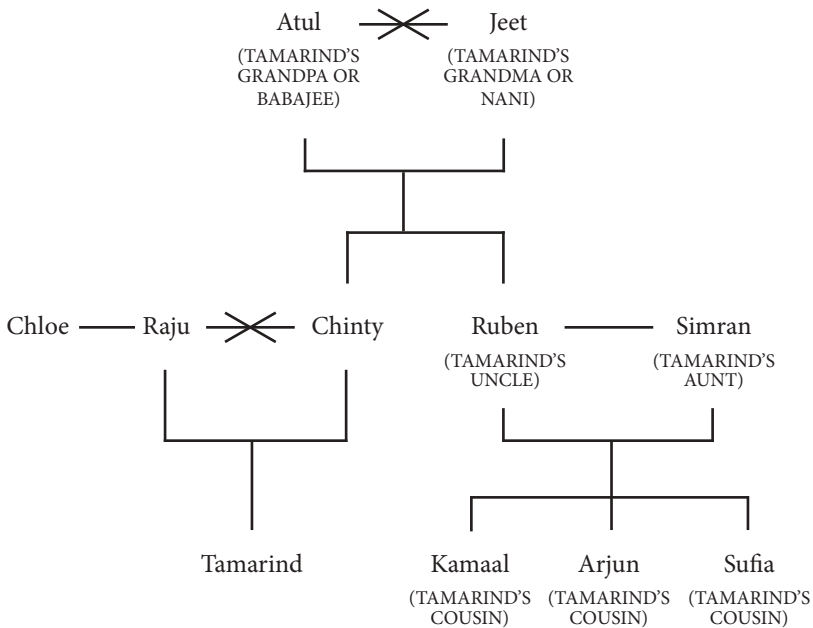 Atul Jeet
(TAMARIND'S (TAMARIND'S
GRANDPA OR GRANDMA OR
BABAJEE) NANI)
Chloe Raju Chinty Ruben Simran
(TAMARIND'S (TAMARIND'S
UNCLE) AUNT)
Tamarind Kamaal Arjun Sufia
(TAMARIND'S (TAMARIND'S (TAMARIND'S
COUSIN) COUSIN) COUSIN)